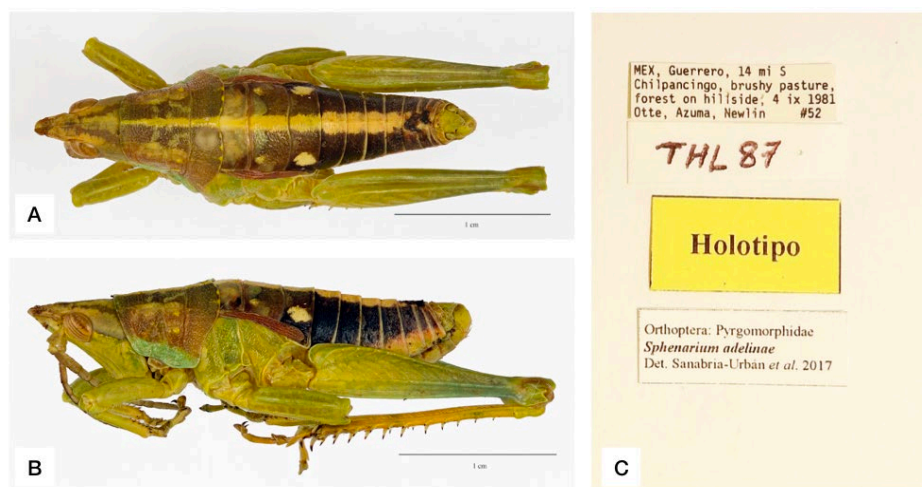 A
1 cm
B
1 cm
MEX, Guerrero, 14 mi S
Chilpancingo, brushy pasture,
forest on hillside; 4 ix 1981
Otte, Azuma, Newlin #52
THL 87
Holotipo
Orthoptera: Pyrgomorphidae
Sphenarium adelinae
Det. Sanabria-Urbán et al. 2017
C